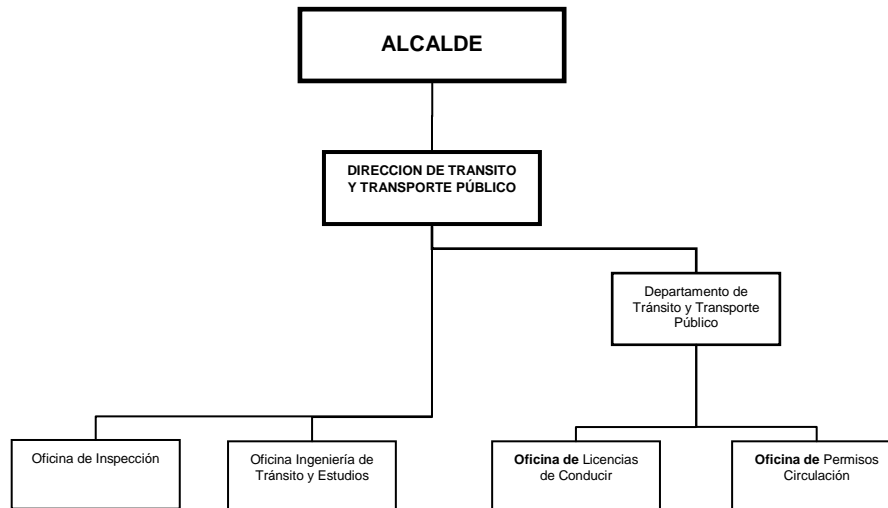 ALCALDE
DIRECCION DE TRANSITO
Y TRANSPORTE PÚBLICO
Departamento de
Tránsito y Transporte
Público
Oficina de Inspección
Oficina Ingeniería de
Tránsito y Estudios
Oficina de Licencias
de Conducir
Oficina de Permisos
Circulación